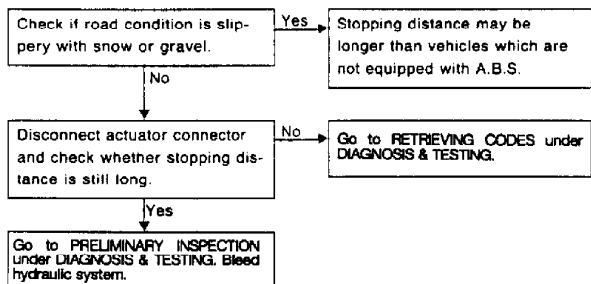 Check if road condition is slip-
pery with snow or gravel.
Yes
Stopping distance may be
longer than vehicles which are
not equipped with A.B.S.
No
Disconnect actuator connector
and check whether stopping dis-
tance is still long.
No
Go to RETRIEVING CODES under
DIAGNOSIS & TESTING.
Yes
Go to PRELIMINARY INSPECTION
under DIAGNOSIS & TESTING. Bleed
hydraulic system.